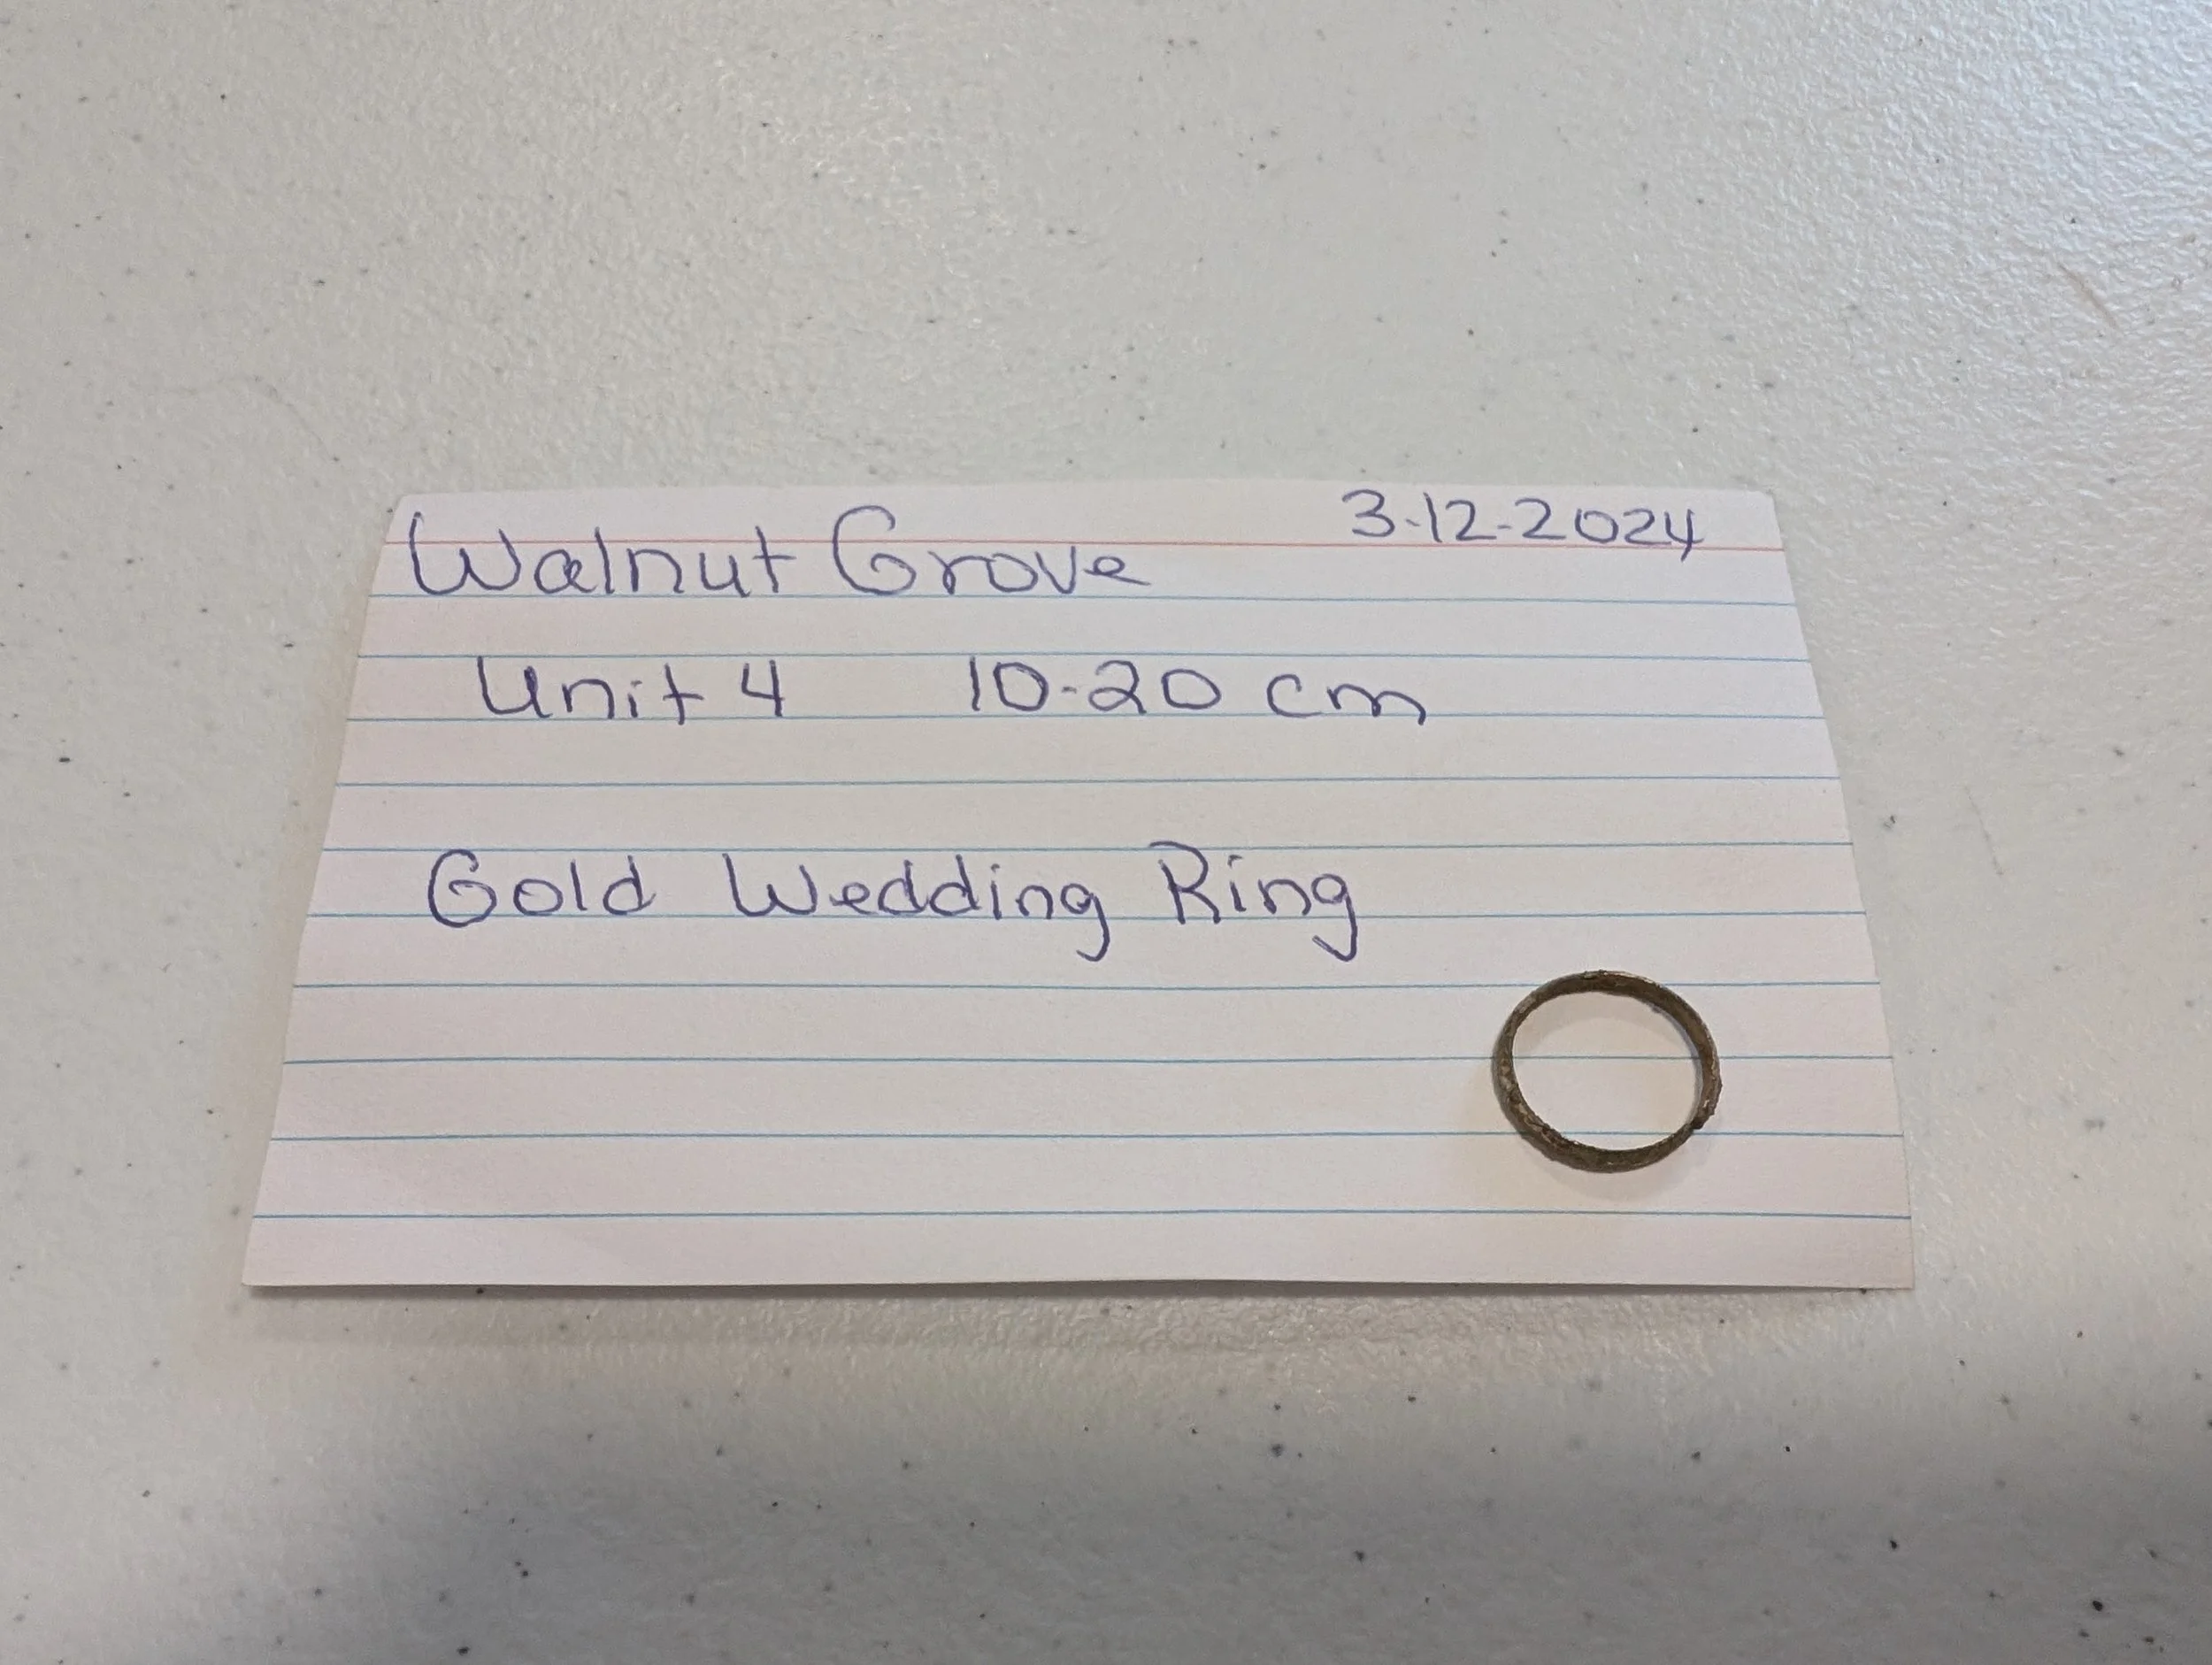 3-12-2024
Walnut Grove
Unit 4 10-20 cm
Gold Wedding Ring